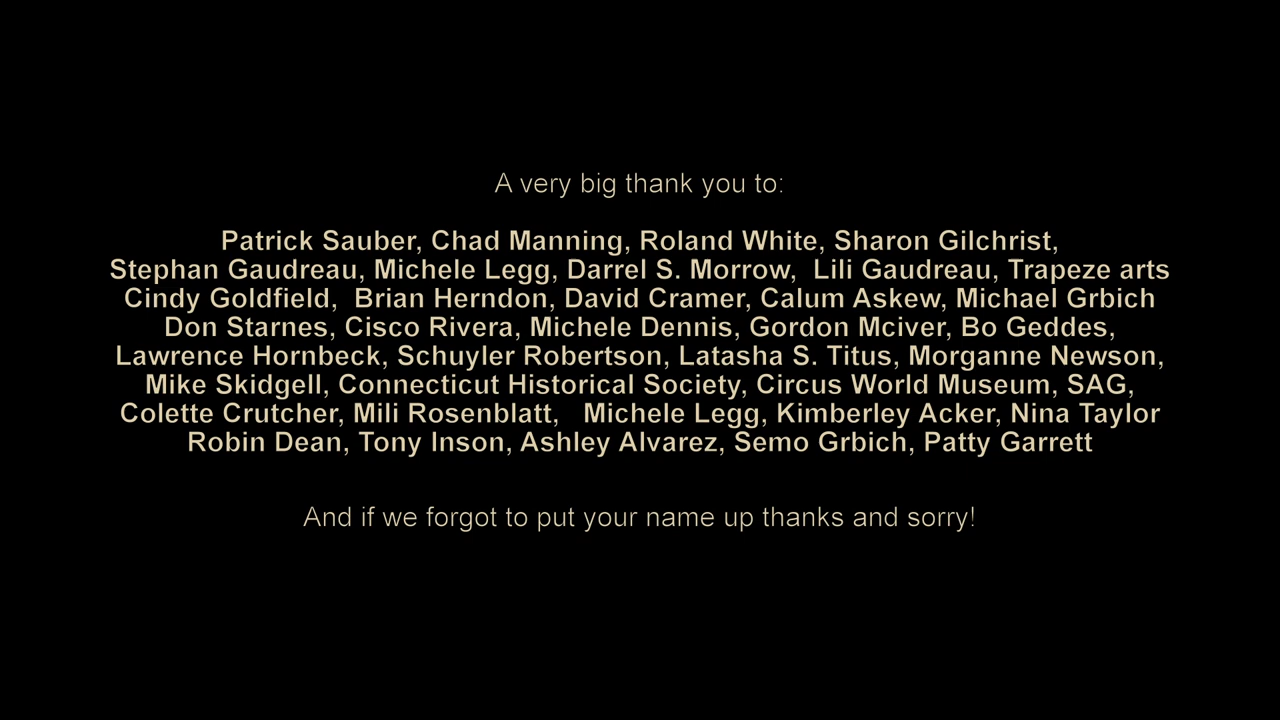 A very big thank you to:
Patrick Sauber, Chad Manning, Roland White, Sharon Gilchrist,
Stephan Gaudreau, Michele Legg, Darrel S. Morrow,  Lili Gaudreau, Trapeze arts
Cindy Goldfield,  Brian Herndon, David Cramer, Calum Askew, Michael Grbich
Don Starnes, Cisco Rivera, Michele Dennis, Gordon Mciver, Bo Geddes,
Lawrence Hornbeck, Schuyler Robertson, Latasha S. Titus, Morganne Newson,
Mike Skidgell, Connecticut Historical Society, Circus World Museum, SAG,
Colette Crutcher, Mili Rosenblatt,   Michele Legg, Kimberley Acker, Nina Taylor
Robin Dean, Tony Inson, Ashley Alvarez, Semo Grbich, Patty Garrett
And if we forgot to put your name up thanks and sorry!